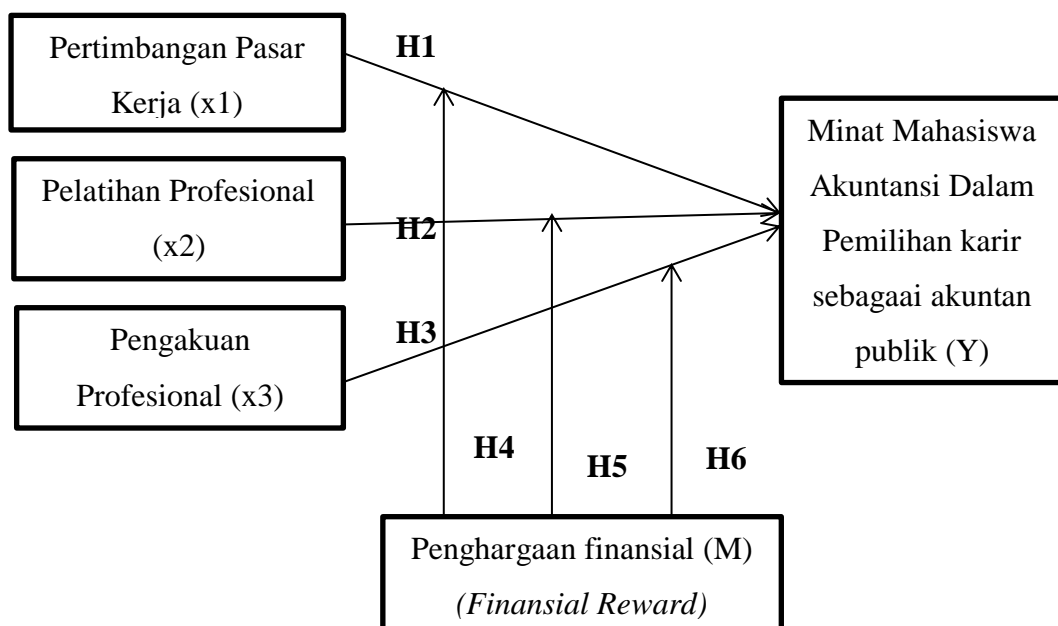 Pertimbangan Pasar
Kerja (x1)
H1
Pelatihan Profesional
(x2)
H2
Pengakuan
Profesional (x3)
H3
Minat Mahasiswa
Akuntansi Dalam
Pemilihan karir
sebagaai akuntan
publik (Y)
H4
H5
H6
Penghargaan finansial (M)
(Finansial Reward)